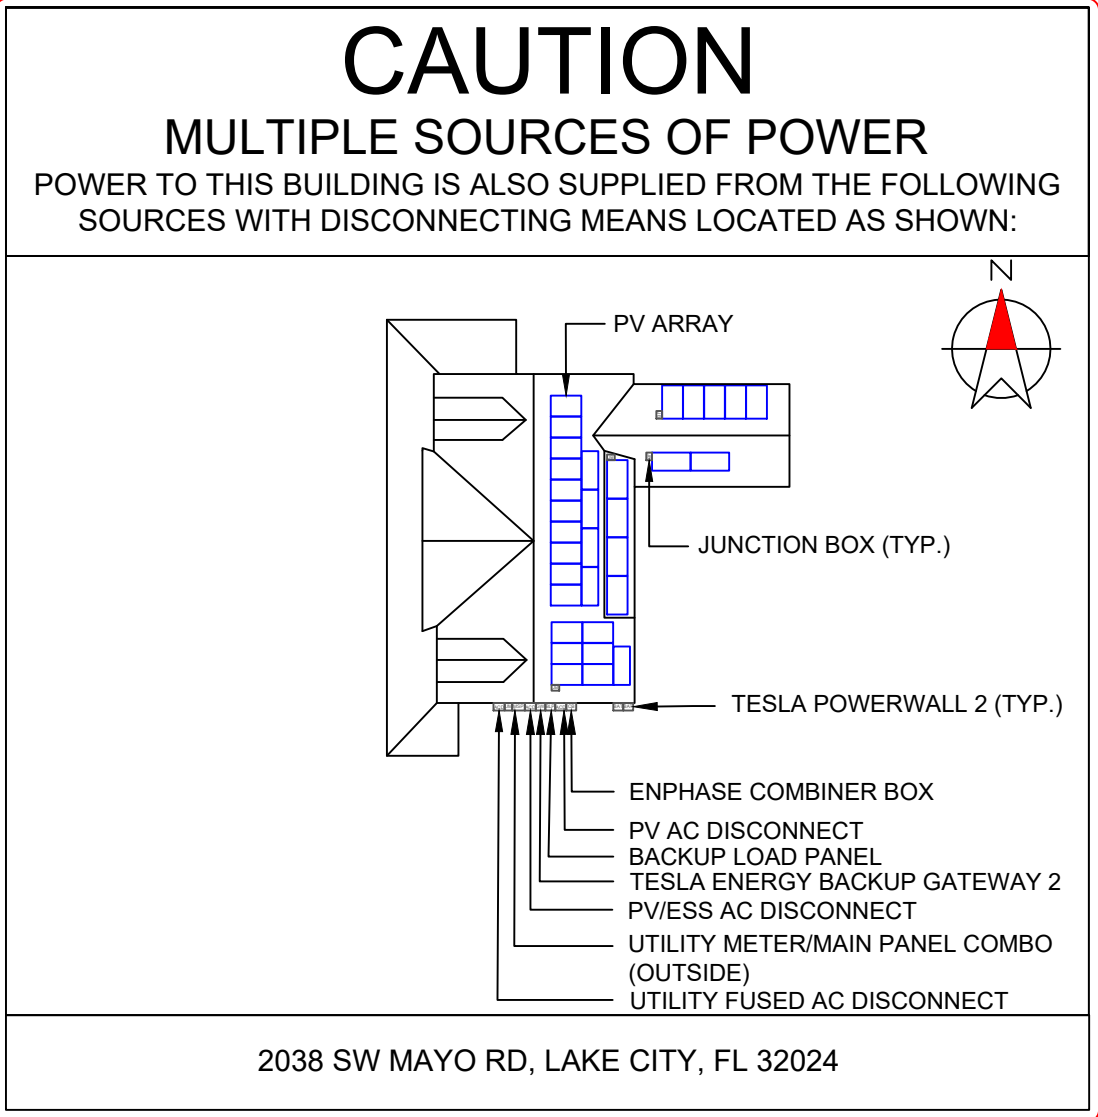 CAUTION
MULTIPLE SOURCES OF POWER
POWER TO THIS BUILDING IS ALSO SUPPLIED FROM THE FOLLOWING
SOURCES WITH DISCONNECTING MEANS LOCATED AS SHOWN:
N
PV ARRAY
JUNCTION BOX (TYP.)
TESLA POWERWALL 2 (TYP.)
ENPHASE COMBINER BOX
PV AC DISCONNECT
BACKUP LOAD PANEL
TESLA ENERGY BACKUP GATEWAY 2
PV/ESS AC DISCONNECT
UTILITY METER/MAIN PANEL COMBO
(OUTSIDE)
UTILITY FUSED AC DISCONNECT
2038 SW MAYO RD, LAKE CITY, FL 32024